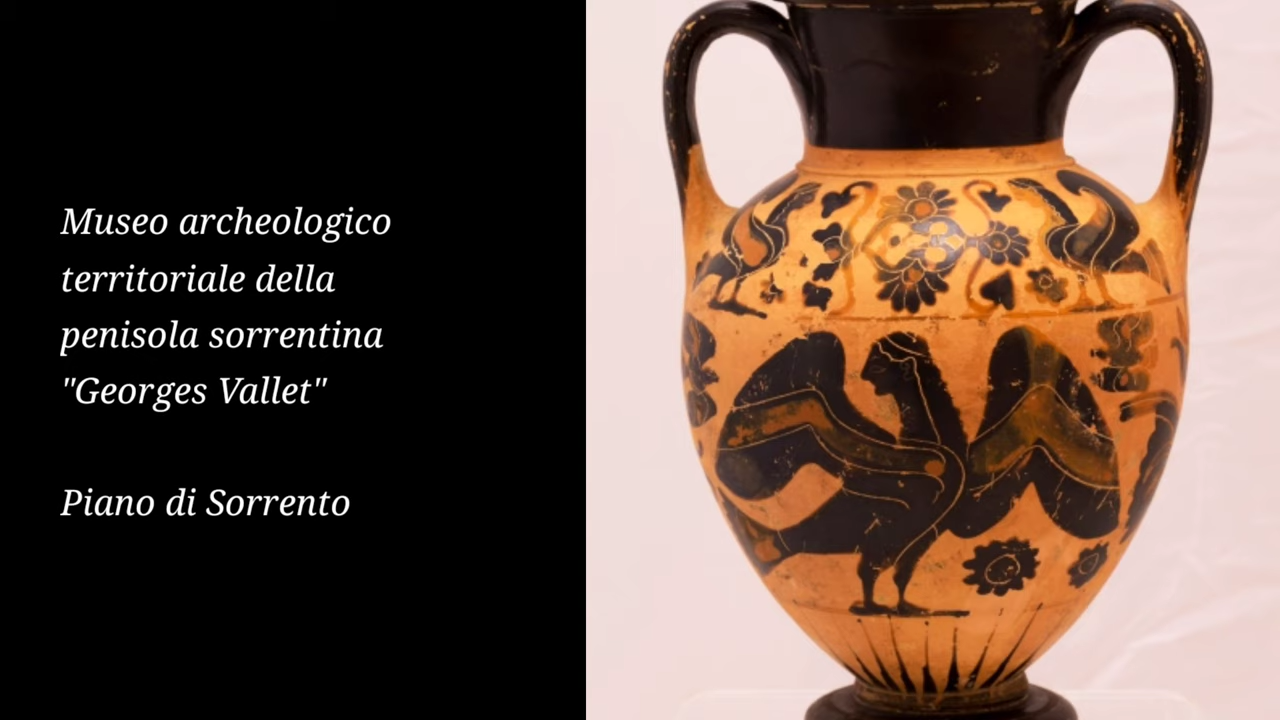 Museo archeologico
territoriale della
penisola sorrentina
"Georges Vallet"
Piano di Sorrento